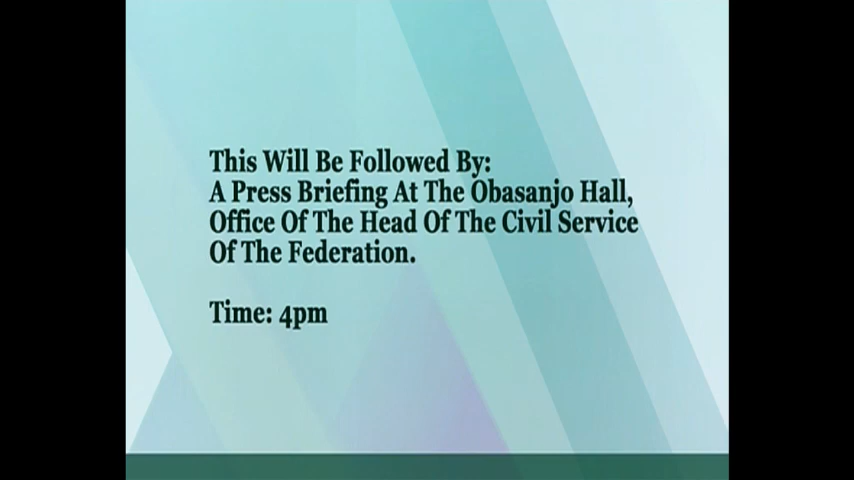 This Will Be Followed By:
A Press Briefing At The Obasanjo Hall,
Office Of The Head Of The Civil Service
Of The Federation.
Time: 4pm